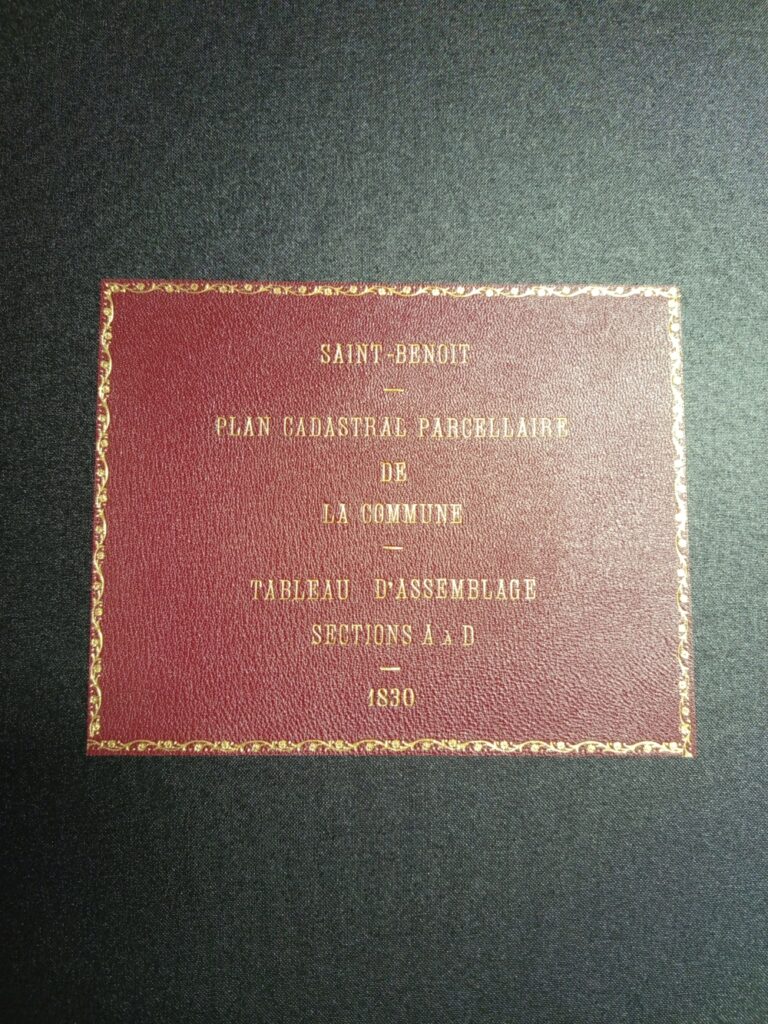 SAINT-BENOIT
PLAN CADASTRAL PARCELLAIRE
DE
LA COMMUNE
TABLEAU D'ASSEMBLAGE
SECTIONS A À D
1830